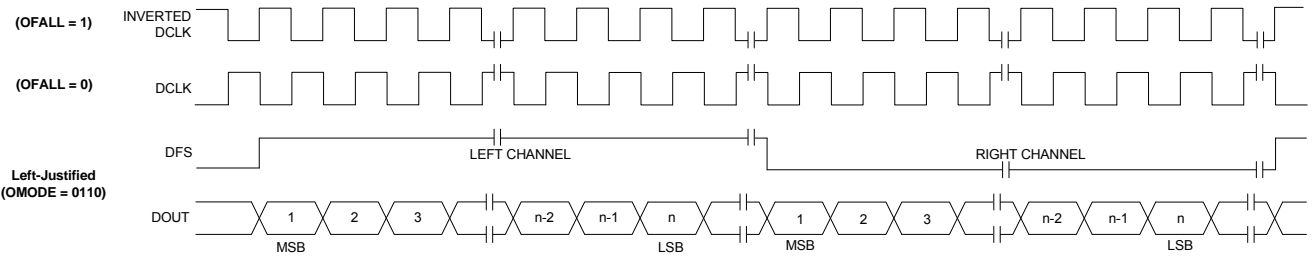 (OFALL = 1)
INVERTED
DCLK
(OFALL = 0)
DCLK
DFS
LEFT CHANNEL
RIGHT CHANNEL
Left-Justified
(OMODE = 0110)
DOUT
1 2 3 n-2 n-1 n 1 2 3 n-2 n-1 n
MSB LSB MSB LSB